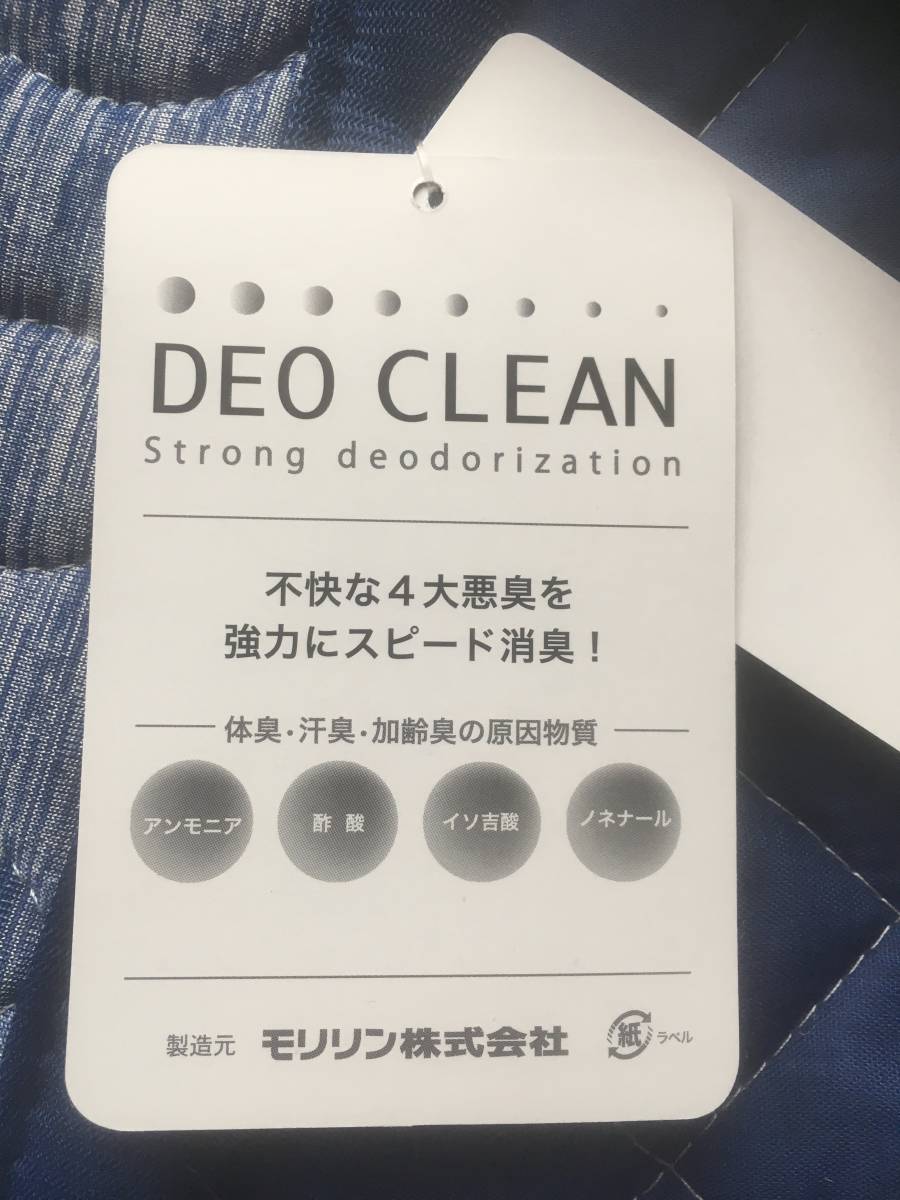 DEO CLEAN
Strong deodorization
不快な4大悪臭を
強力にスピード消臭！
体臭・汗臭・加齢臭の原因物質
アンモニア 酢酸 イソ吉酸 ノネナール
製造元 モリリン株式会社 紙 ラベル